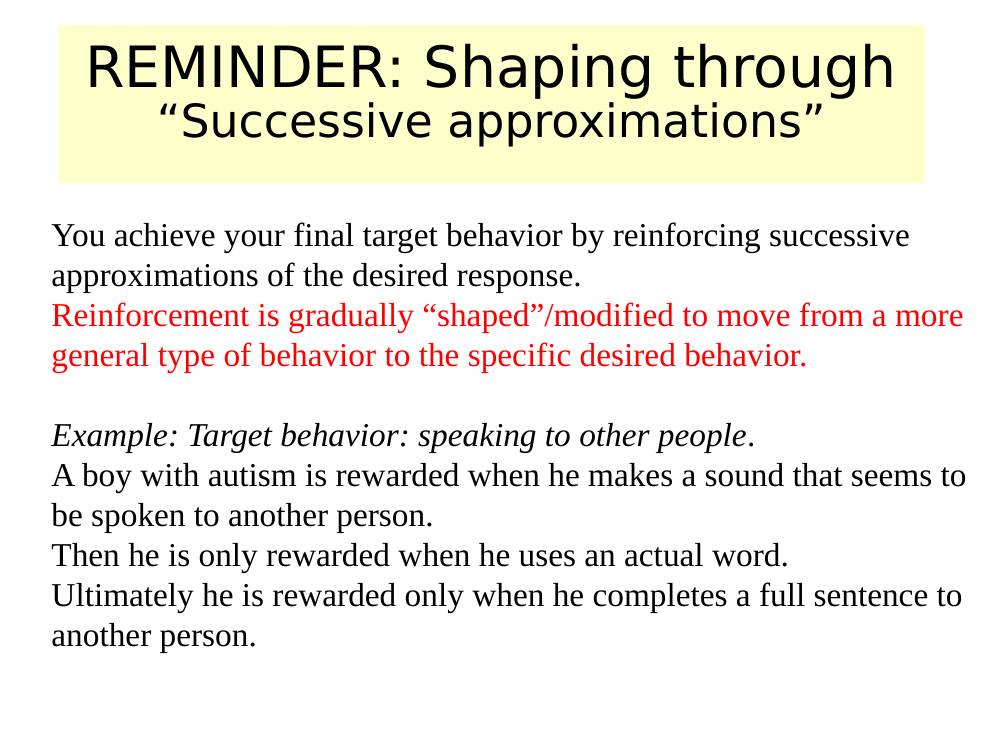 REMINDER: Shaping through
“Successive approximations”
You achieve your final target behavior by reinforcing successive
approximations of the desired response.
Reinforcement is gradually “shaped”/modified to move from a more
general type of behavior to the specific desired behavior.
Example: Target behavior: speaking to other people.
A boy with autism is rewarded when he makes a sound that seems to
be spoken to another person.
Then he is only rewarded when he uses an actual word.
Ultimately he is rewarded only when he completes a full sentence to
another person.